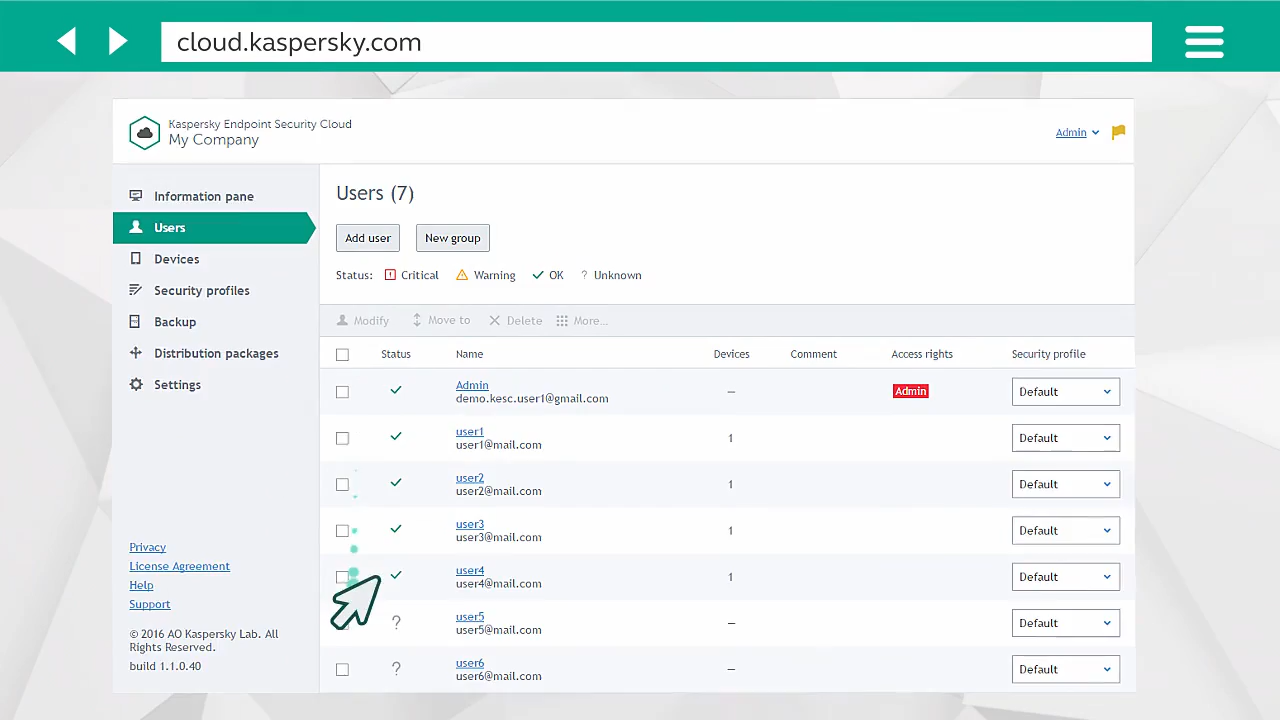 cloud.kaspersky.com
Kaspersky Endpoint Security Cloud
My Company
Admin
Information pane
Users
Devices
Security profiles
Backup
Distribution packages
Settings
Privacy
License Agreement
Help
Support
© 2016 AO Kaspersky Lab. All
Rights Reserved.
build 1.1.0.40
Users (7)
Add user New group
Status: Critical Warning OK ? Unknown
Modify Move to Delete More...
Status Name Devices Comment Access rights Security profile
Admin — Admin Default
demo.kesc.user1@gmail.com
user1 1 Default
user1@mail.com
user2 1 Default
user2@mail.com
user3 1 Default
user3@mail.com
user4 1 Default
user4@mail.com
? user5 — Default
user5@mail.com
? user6 — Default
user6@mail.com